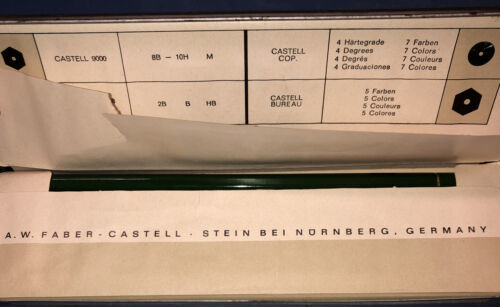 CASTELL 9000
8B – 10H M
CASTELL
COP.
4 Härtegrade 7 Farben
4 Degrees 7 Colors
4 Degrés 7 Couleurs
4 Graduaciones 7 Colores
2B B HB
CASTELL
BUREAU
5 Farben
5 Colors
5 Couleurs
5 Colores
A.W. FABER - CASTELL · STEIN BEI NÜRNBERG, GERMANY